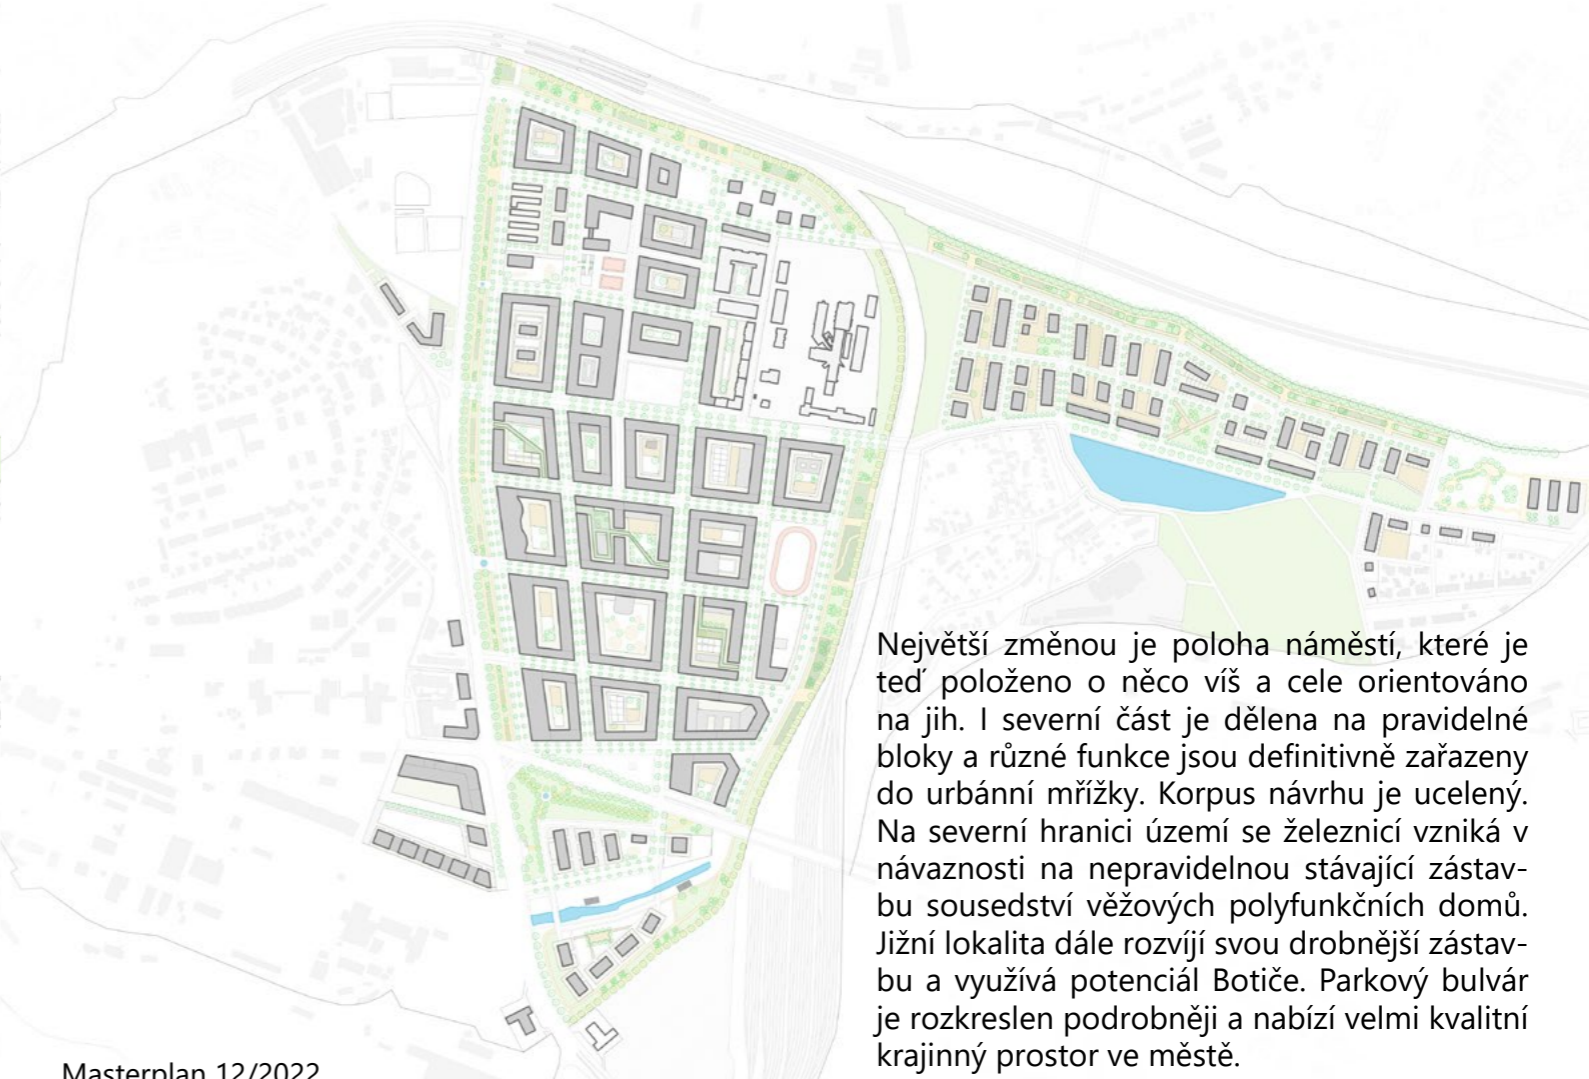 Největší změnou je poloha náměstí, které je
teď položeno o něco víš a cele orientováno
na jih. I severní část je dělena na pravidelné
bloky a různé funkce jsou definitivně zařazeny
do urbánní mřížky. Korpus návrhu je ucelený.
Na severní hranici území se železnicí vzniká v
návaznosti na nepravidelnou stávající zástav-
bu sousedství věžových polyfunkčních domů.
Jižní lokalita dále rozvíjí svou drobnější zástav-
bu a využívá potenciál Botiče. Parkový bulvár
je rozkreslen podrobněji a nabízí velmi kvalitní
krajinný prostor ve městě.
Masterplan 12/2022